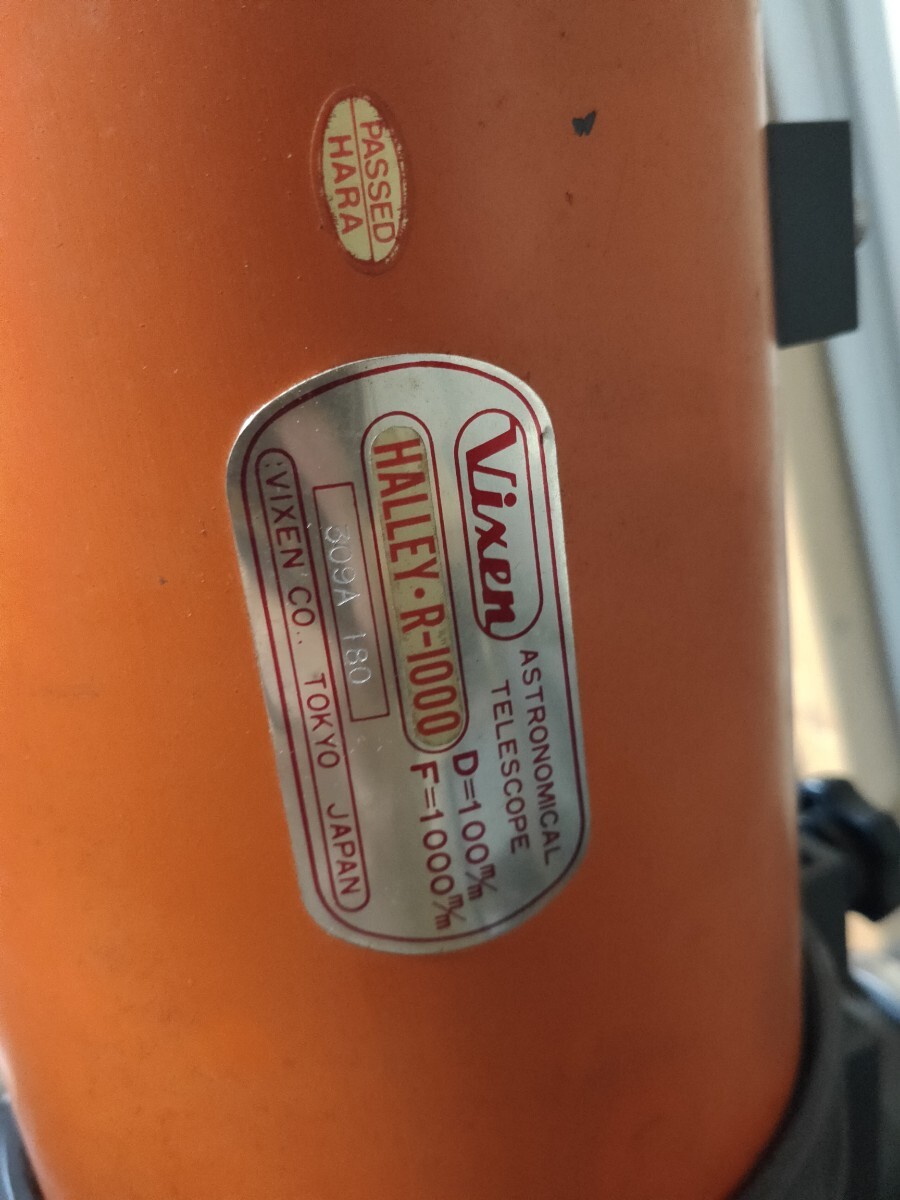 PASSED
HARA
Vixen
ASTRONOMICAL
TELESCOPE
HALLEY·R-1000
D=100m/m
F=1000m/m
309A 180
:VIXEN CO.. TOKYO JAPAN